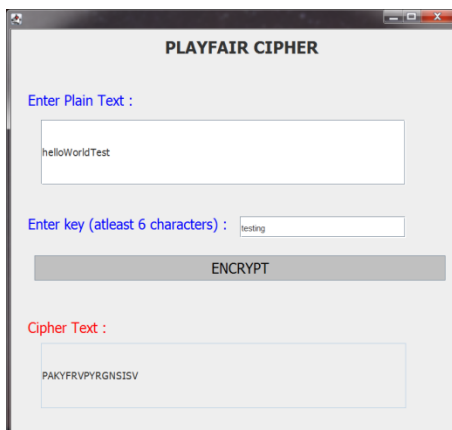 PLAYFAIR CIPHER
Enter Plain Text :
helloWorldTest
Enter key (atleast 6 characters) :
testing
ENCRYPT
Cipher Text :
PAKYFRVPYRGNSISV